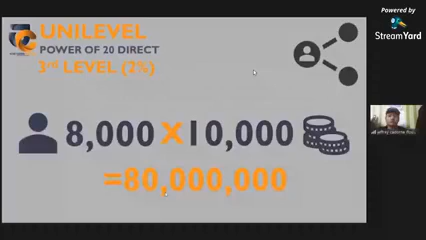 UNILEVEL
POWER OF 20 DIRECT
3RD LEVEL (2%)
8,000 X 10,000
=80,000,000
Powered by
StreamYard